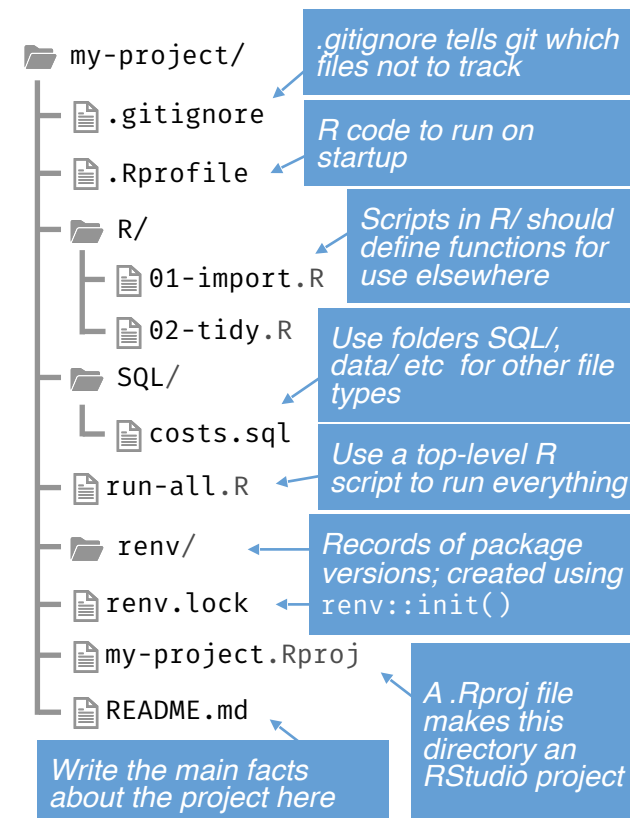 my-project/
.gitignore tells git which
files not to track
.gitignore
R code to run on
startup
.Rprofile
R/
Scripts in R/ should
define functions for
use elsewhere
01-import.R
02-tidy.R
Use folders SQL/,
data/ etc for other file
types
SQL/
costs.sql
Use a top-level R
script to run everything
run-all.R
renv/
Records of package
versions; created using
renv::init()
renv.lock
my-project.Rproj
A .Rproj file
makes this
directory an
RStudio project
README.md
Write the main facts
about the project here